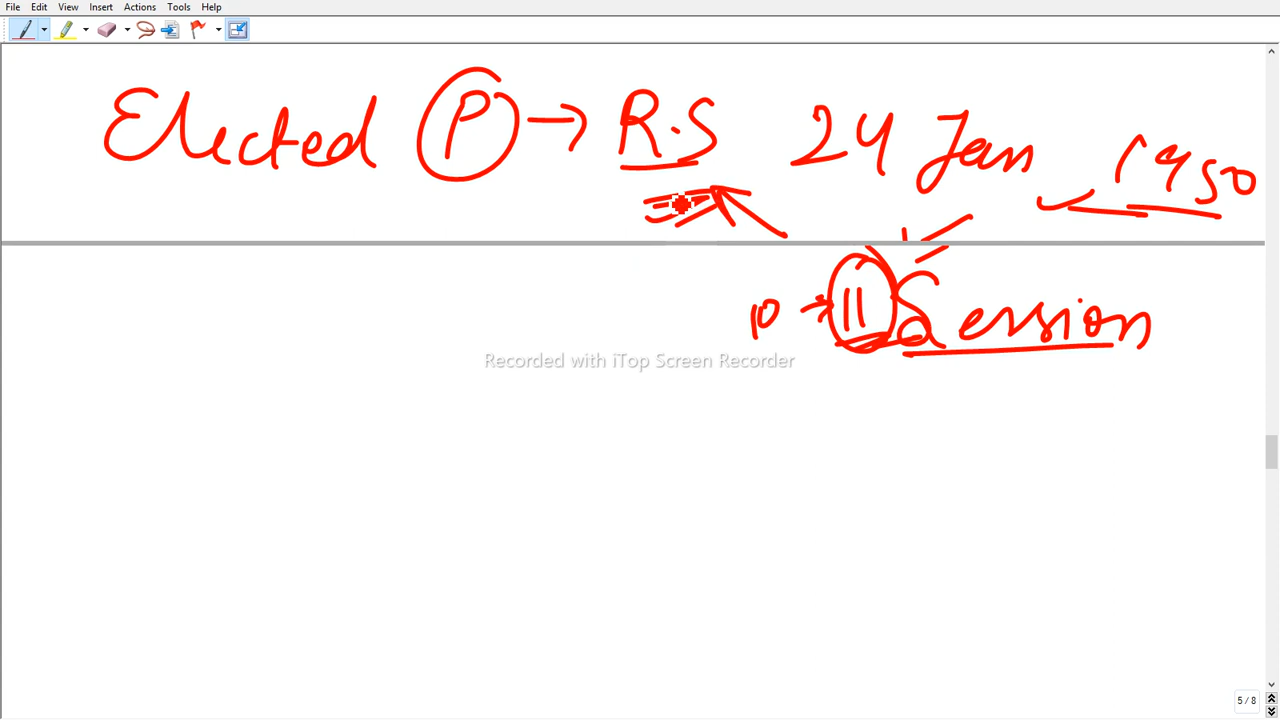 File Edit View Insert Actions Tools Help
Elected P → R.S 24 Jan 1950
10 → 11 Session
Recorded with iTop Screen Recorder
5 / 8